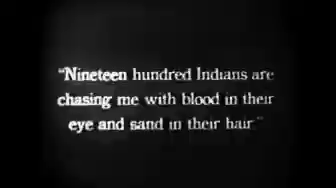 "Nineteen hundred Indians are
chasing me with blood in their
eye and sand in their hair."